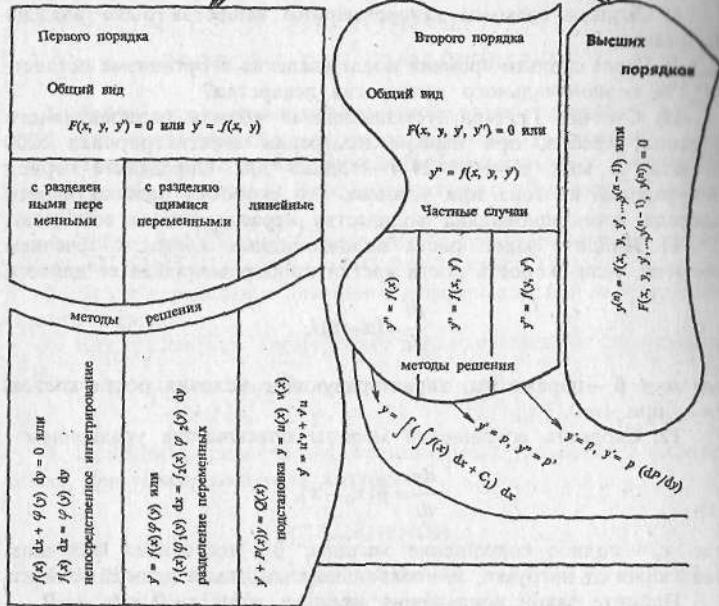 Первого порядка
Общий вид
F(x, y, y') = 0 или y' = f(x, y)
с разделен
ными пере
менными
с разделяю
переменными
линейные
методы решения
f(x) dx + φ(y) dy = 0 или
f(x) dx = φ(y) dy
непосредственное интегрирование
y' = f(x)φ(y) или
f₁(x)φ₁(y) dy = f₂(x) φ₂(y) dy
разделение переменных
y' + P(x)y = Q(x)
подстановка y = u(x) v(x)
y' = u'v + v'u
Второго порядка
Общий вид
F(x, y, y', y'') = 0 или
y'' = f(x, y, y')
Частные случаи
y'' = f(x)
y'' = f(x, y')
y'' = f(y, y')
методы решения
y = ∫ (∫ f(x) dx + C₁) dx
y' = p, y'' = p'
y' = p, y'' = p (dp/dy)
Высших
порядков
y⁽ⁿ⁾ = f(x, y, y',...,y⁽ⁿ⁻¹⁾) или
F(x, y, y',...,y⁽ⁿ⁻¹⁾, y⁽ⁿ⁾) = 0